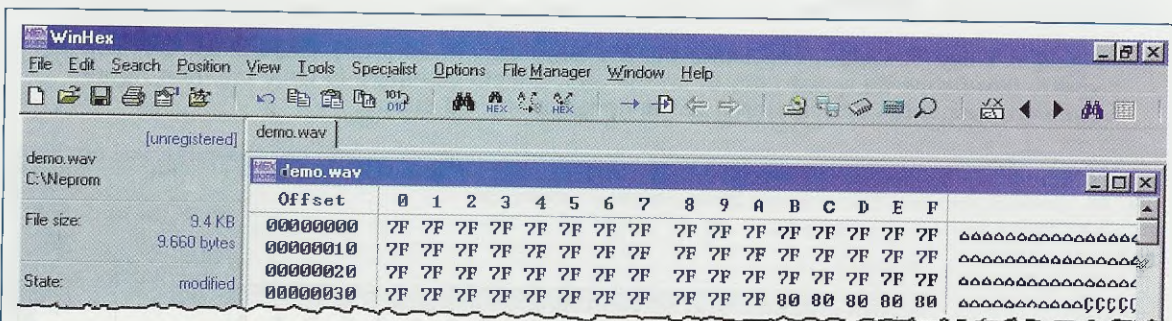 WinHex
File Edit Search Position View Tools Specialist Options File Manager Window Help
[unregistered]
demo.wav
C:\Neprom
File size: 9.4 KB
9.660 bytes
State: modified
demo.wav
demo.wav
Offset 0 1 2 3 4 5 6 7 8 9 A B C D E F
00000000 7F 7F 7F 7F 7F 7F 7F 7F 7F 7F 7F 7F 7F 7F 7F 7F ⌂⌂⌂⌂⌂⌂⌂⌂⌂⌂⌂⌂⌂⌂⌂⌂
00000010 7F 7F 7F 7F 7F 7F 7F 7F 7F 7F 7F 7F 7F 7F 7F 7F ⌂⌂⌂⌂⌂⌂⌂⌂⌂⌂⌂⌂⌂⌂⌂⌂
00000020 7F 7F 7F 7F 7F 7F 7F 7F 7F 7F 7F 7F 7F 7F 7F 7F ⌂⌂⌂⌂⌂⌂⌂⌂⌂⌂⌂⌂⌂⌂⌂⌂
00000030 7F 7F 7F 7F 7F 7F 7F 7F 7F 7F 7F 80 80 80 80 80 ⌂⌂⌂⌂⌂⌂⌂⌂⌂⌂⌂ÇÇÇÇÇ